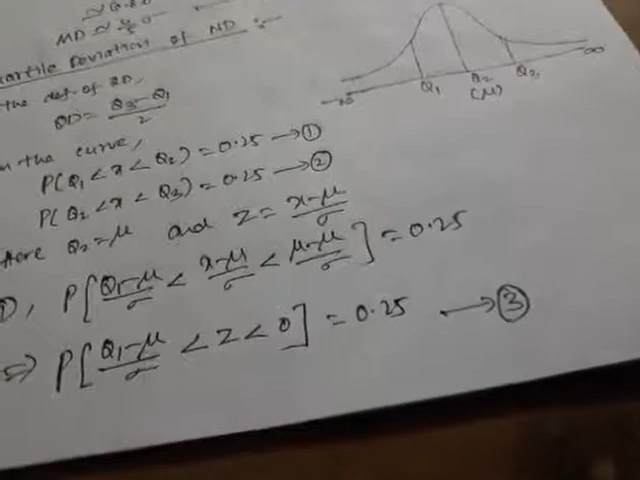 MD ≃ 4/5 σ
Quartile Deviation of ND :-
the def. of QD,
QD = (Q3 - Q1)/2
-∞ Q1 Q2 (μ) Q3 ∞
the curve,
P(Q1 < x < Q2) = 0.25 → ①
P(Q2 < x < Q3) = 0.25 → ②
Here Q2 = μ and Z = (x-μ)/σ
①, P[(Q1-μ)/σ < (x-μ)/σ < (μ-μ)/σ] = 0.25
⇒ P[(Q1-μ)/σ < Z < 0] = 0.25 → ③